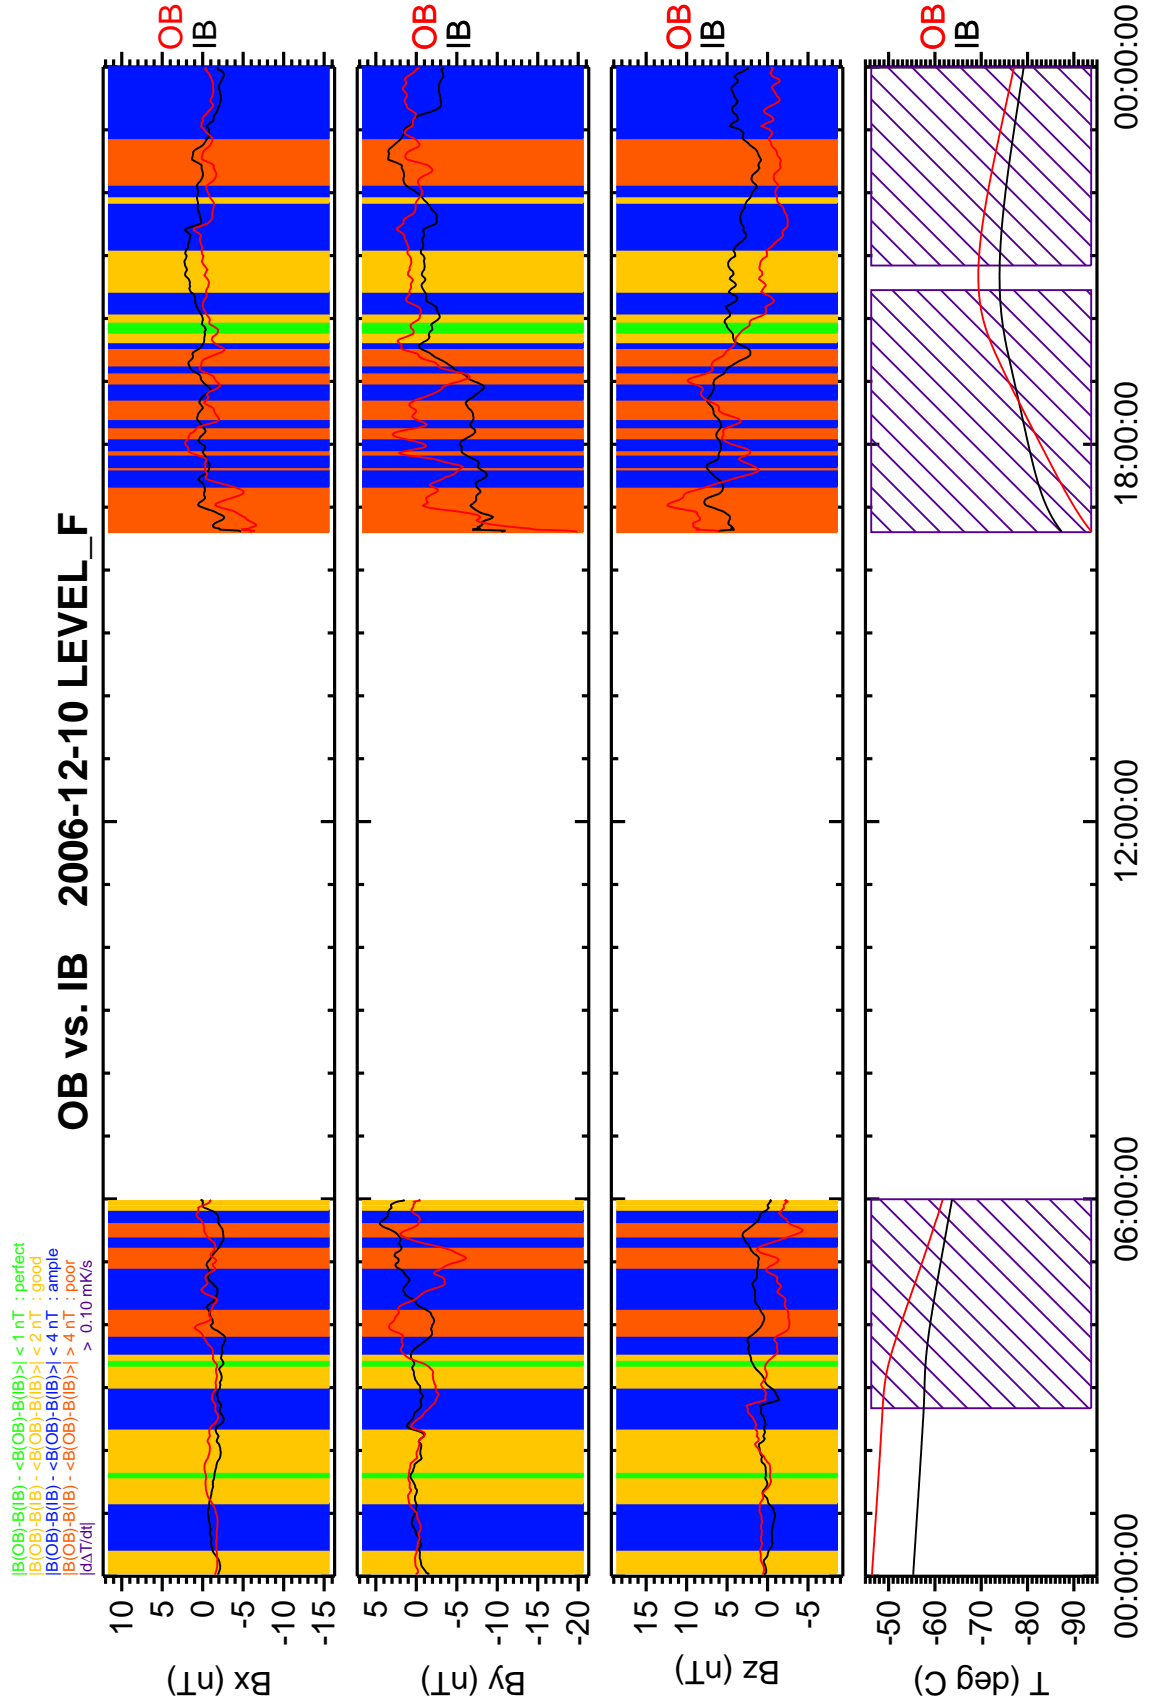 |B(OB)-B(IB) - <B(OB)-B(IB)>| < 1 nT : perfect
|B(OB)-B(IB) - <B(OB)-B(IB)>| < 2 nT : good
|B(OB)-B(IB) - <B(OB)-B(IB)>| < 4 nT : ample
|B(OB)-B(IB) - <B(OB)-B(IB)>| > 4 nT : poor
|dΔT/dt| > 0.10 mK/s
OB vs. IB 2006-12-10 LEVEL_F
Bx (nT)
10
5
0
-5
-10
-15
OB
IB
By (nT)
5
0
-5
-10
-15
-20
OB
IB
Bz (nT)
15
10
5
0
-5
OB
IB
T (deg C)
-50
-60
-70
-80
-90
OB
IB
00:00:00 06:00:00 12:00:00 18:00:00 00:00:00